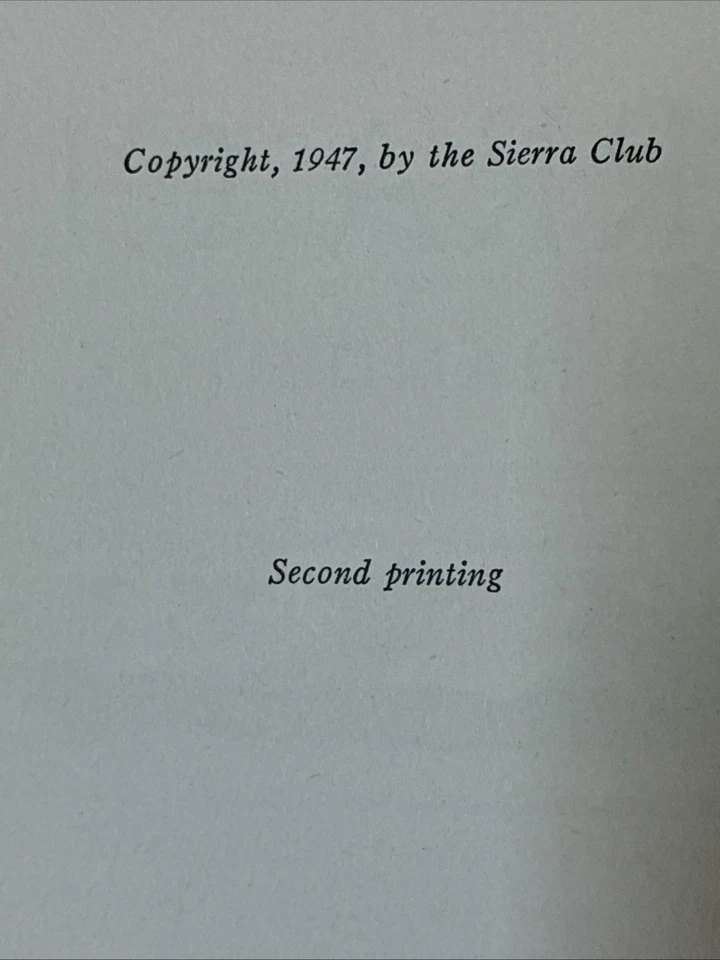 Copyright, 1947, by the Sierra Club
Second printing